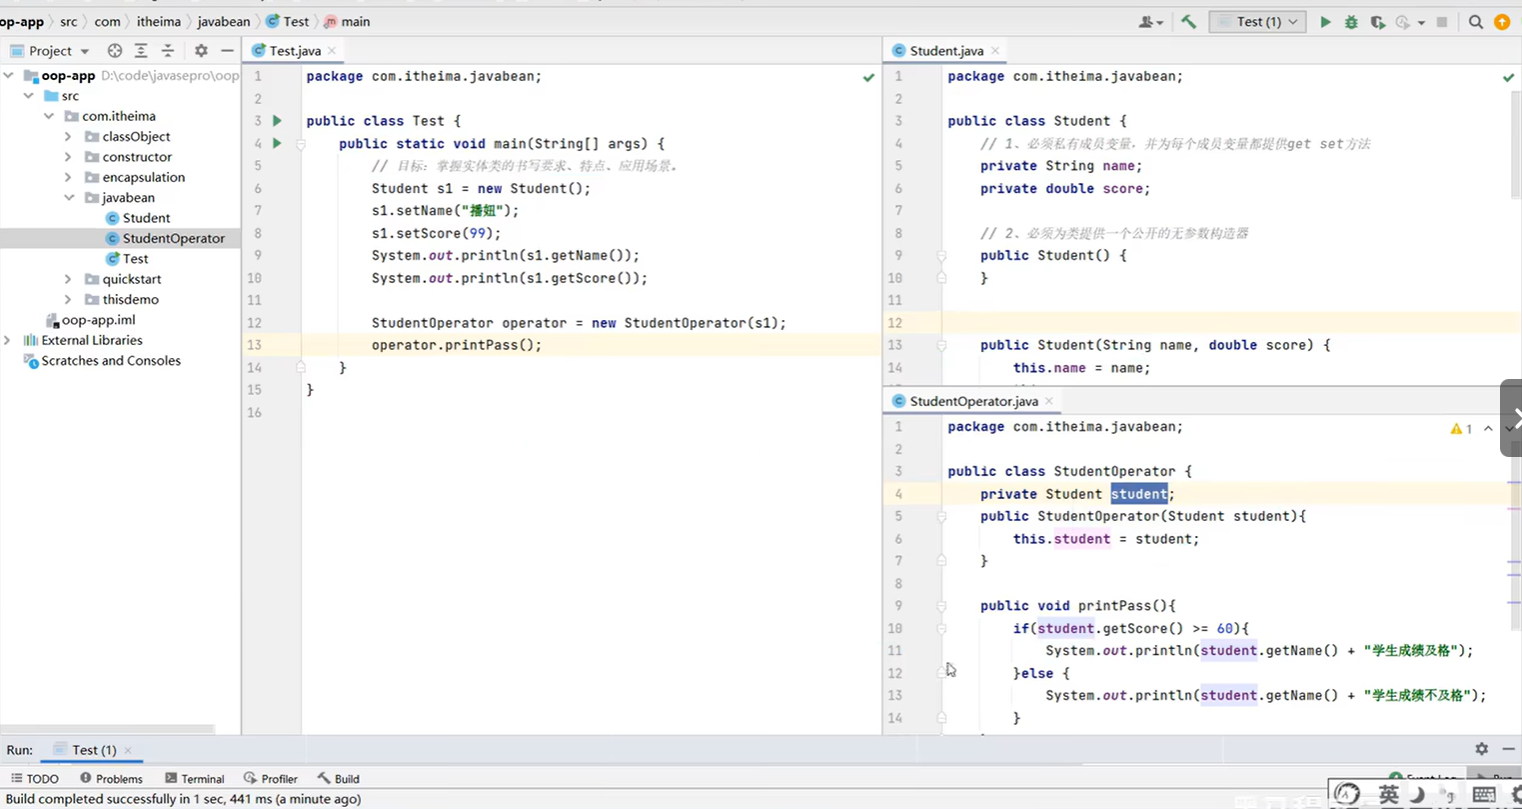 oop-app src com itheima javabean Test main
Test (1)
Project
oop-app D:\code\javasepro\oop
src
com.itheima
classObject
constructor
encapsulation
javabean
Student
StudentOperator
Test
quickstart
thisdemo
oop-app.iml
External Libraries
Scratches and Consoles
Test.java
1 package com.itheima.javabean;
2
3 public class Test {
4 public static void main(String[] args) {
5 // 目标：掌握实体类的书写要求、特点、应用场景。
6 Student s1 = new Student();
7 s1.setName("播妞");
8 s1.setScore(99);
9 System.out.println(s1.getName());
10 System.out.println(s1.getScore());
11
12 StudentOperator operator = new StudentOperator(s1);
13 operator.printPass();
14 }
15 }
16
Student.java
1 package com.itheima.javabean;
2
3 public class Student {
4 // 1、必须私有成员变量，并为每个成员变量都提供get set方法
5 private String name;
6 private double score;
7
8 // 2、必须为类提供一个公开的无参数构造器
9 public Student() {
10 }
11
12
13 public Student(String name, double score) {
14 this.name = name;
StudentOperator.java
1 package com.itheima.javabean;
1
2
3 public class StudentOperator {
4 private Student student;
5 public StudentOperator(Student student){
6 this.student = student;
7 }
8
9 public void printPass(){
10 if(student.getScore() >= 60){
11 System.out.println(student.getName() + "学生成绩及格");
12 }else {
13 System.out.println(student.getName() + "学生成绩不及格");
14 }
Run: Test (1)
TODO Problems Terminal Profiler Build
Build completed successfully in 1 sec, 441 ms (a minute ago)
英